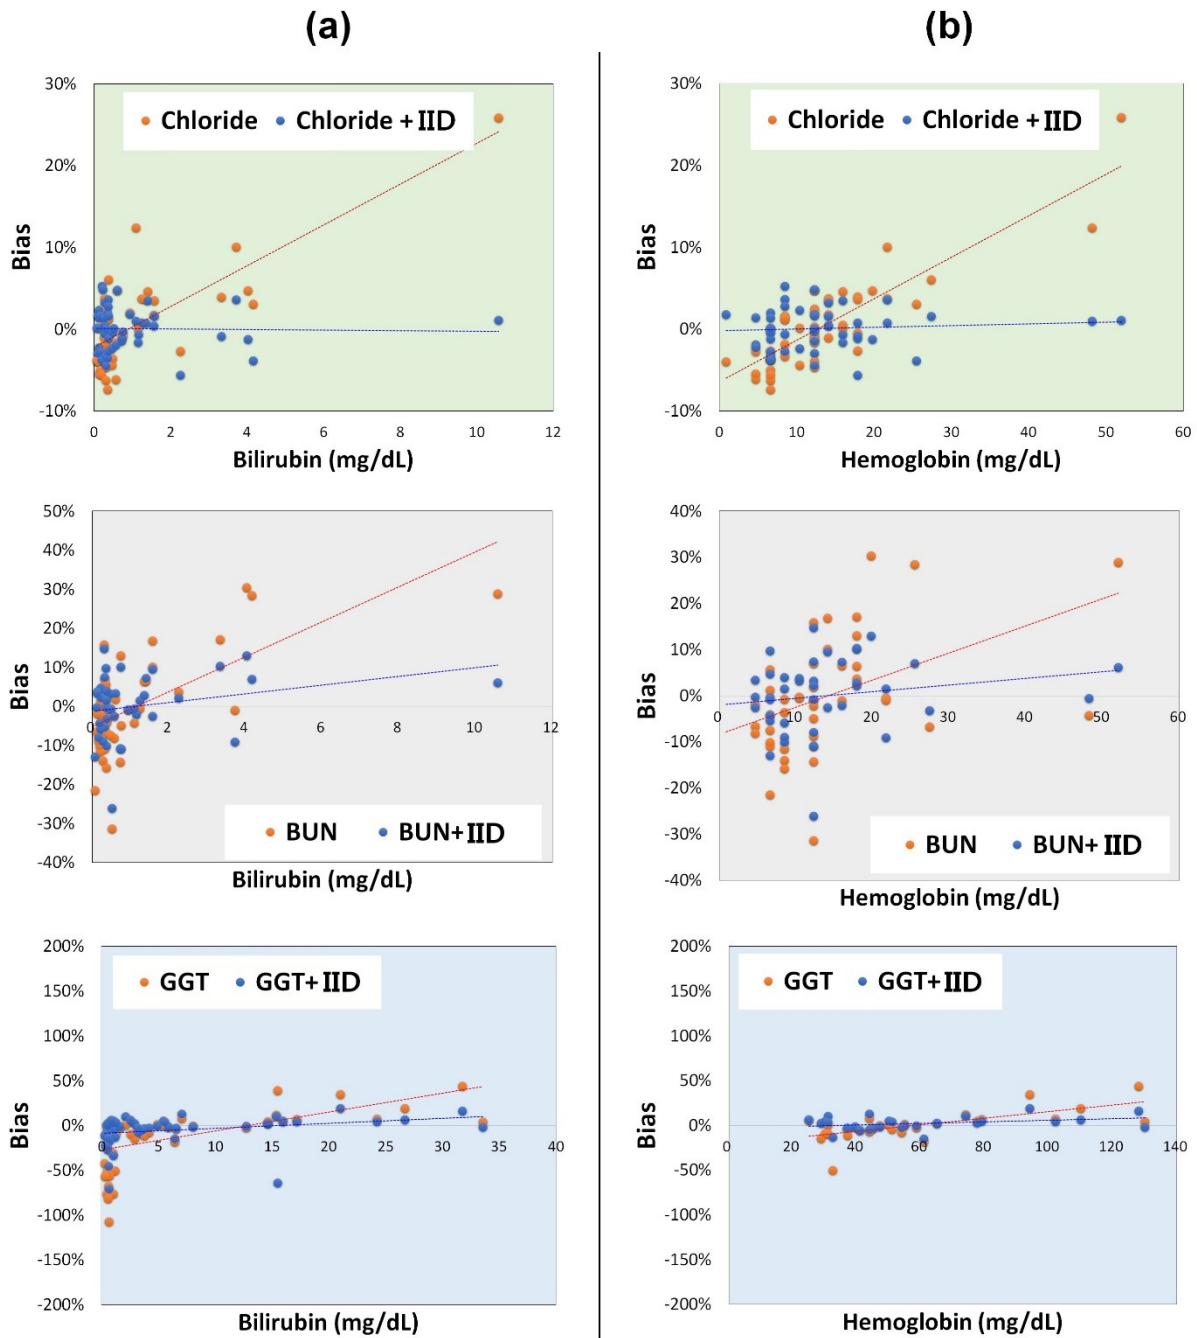 (a)
(b)
30%
20%
10%
0%
-10%
Bias
Chloride Chloride + IID
0 2 4 6 8 10 12
Bilirubin (mg/dL)
30%
20%
10%
0%
-10%
Bias
Chloride Chloride + IID
0 10 20 30 40 50 60
Hemoglobin (mg/dL)
50%
40%
30%
20%
10%
0%
-10%
-20%
-30%
-40%
Bias
0 2 4 6 8 10 12
BUN BUN+ IID
Bilirubin (mg/dL)
40%
30%
20%
10%
0%
-10%
-20%
-30%
-40%
Bias
0 10 20 30 40 50 60
BUN BUN+ IID
Hemoglobin (mg/dL)
200%
150%
100%
50%
0%
-50%
-100%
-150%
-200%
Bias
GGT GGT+ IID
0 5 10 15 20 25 30 35 40
Bilirubin (mg/dL)
200%
150%
100%
50%
0%
-50%
-100%
-150%
-200%
Bias
GGT GGT+ IID
20 40 60 80 100 120 140
Hemoglobin (mg/dL)